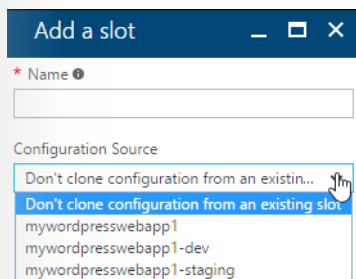 Add a slot
* Name
Configuration Source
Don't clone configuration from an existin...
Don't clone configuration from an existing slot
mywordpresswebapp1
mywordpresswebapp1-dev
mywordpresswebapp1-staging